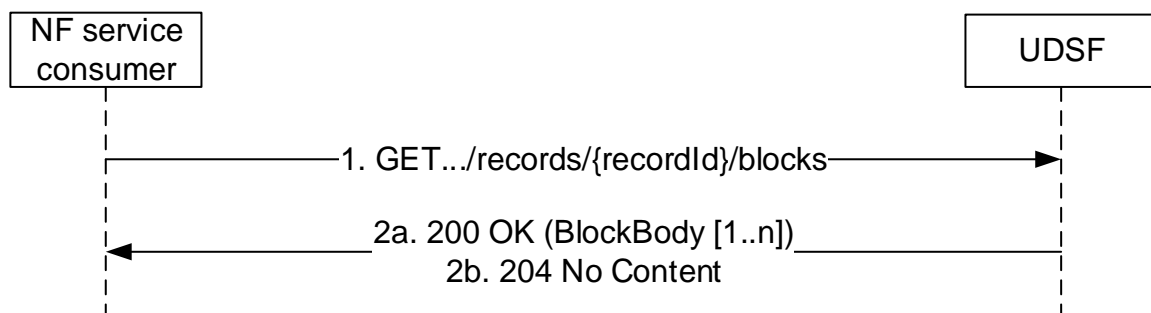 NF service
consumer
UDSF
1. GET.../records/{recordId}/blocks
2a. 200 OK (BlockBody [1..n])
2b. 204 No Content